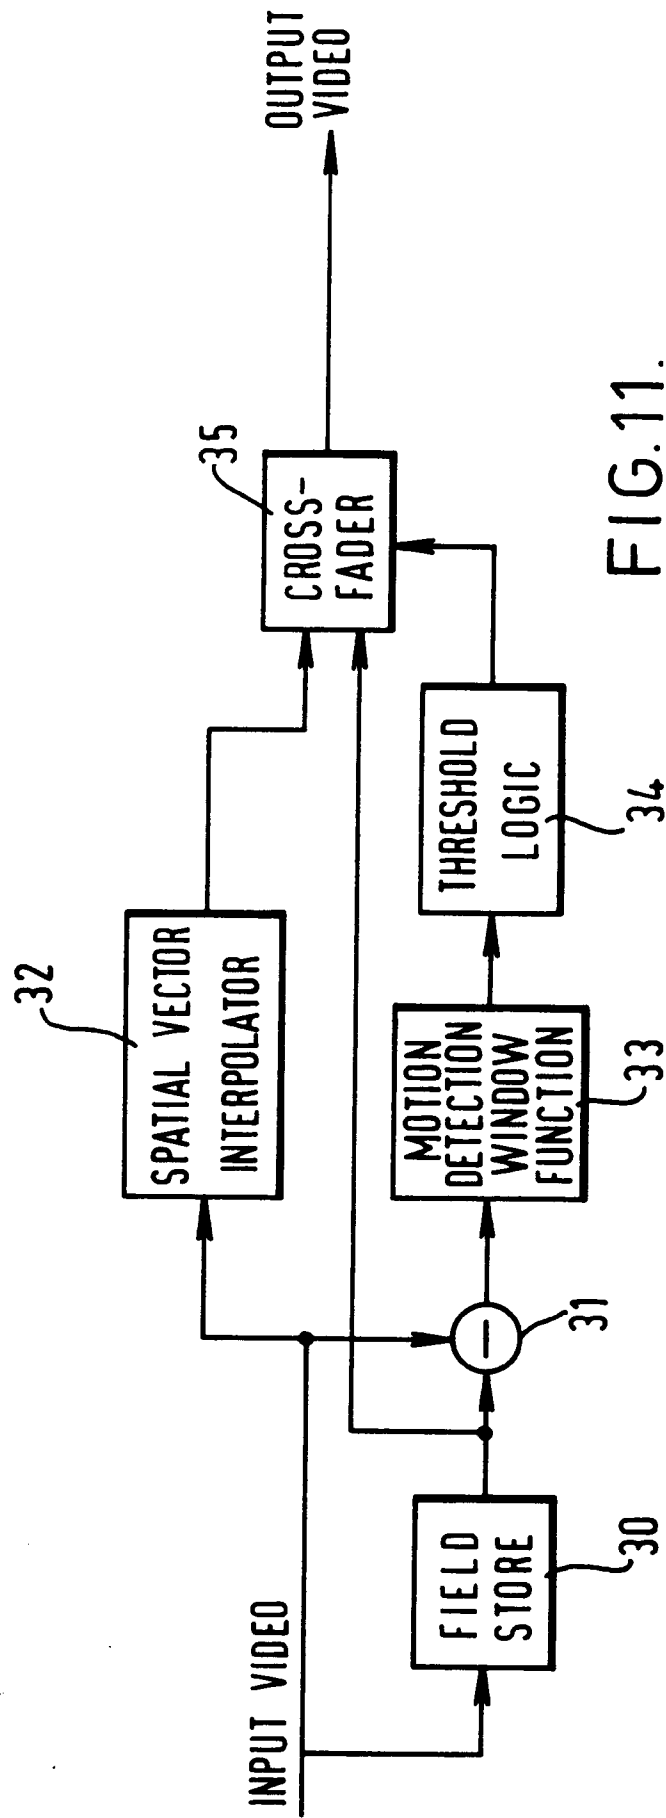 INPUT VIDEO
FIELD
STORE
30
31
SPATIAL VECTOR
INTERPOLATOR
32
MOTION
DETECTION
WINDOW
FUNCTION
33
THRESHOLD
LOGIC
34
CROSS-
FADER
35
OUTPUT
VIDEO
FIG.11.